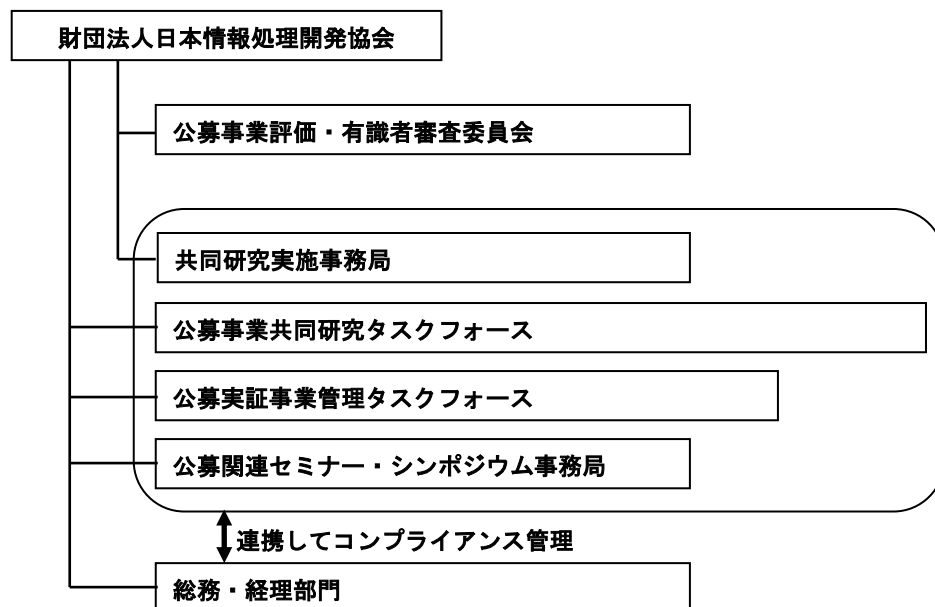 財団法人日本情報処理開発協会
公募事業評価・有識者審査委員会
共同研究実施事務局
公募事業共同研究タスクフォース
公募実証事業管理タスクフォース
公募関連セミナー・シンポジウム事務局
連携してコンプライアンス管理
総務・経理部門